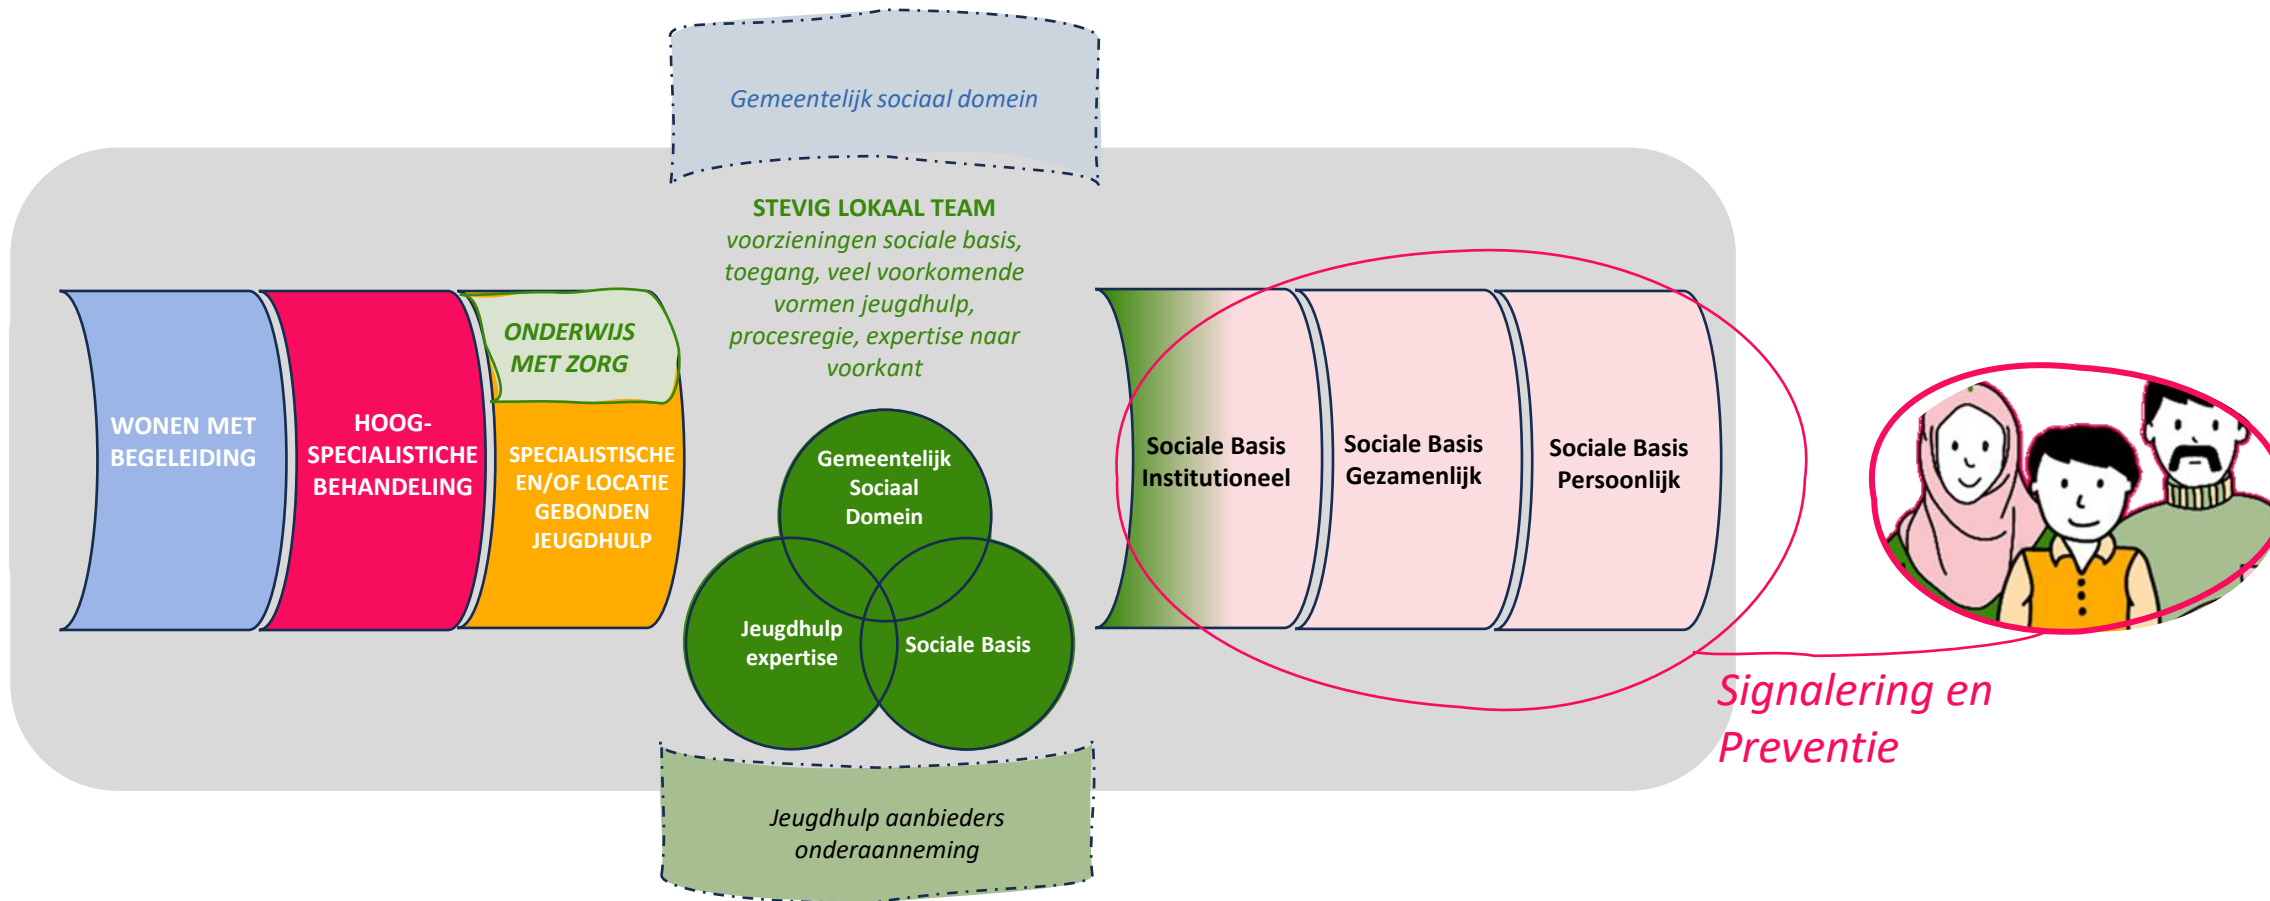 Gemeentelijk sociaal domein
STEVIG LOKAAL TEAM
voorzieningen sociale basis,
toegang, veel voorkomende
vormen jeugdhulp,
procesregie, expertise naar
voorkant
WONEN MET
BEGELEIDING
HOOG-
SPECIALISTICHE
BEHANDELING
ONDERWIJS
MET ZORG
SPECIALISTISCHE
EN/OF LOCATIE
GEBONDEN
JEUGDHULP
Gemeentelijk
Sociaal
Domein
Jeugdhulp
expertise
Sociale Basis
Sociale Basis
Institutioneel
Sociale Basis
Gezamenlijk
Sociale Basis
Persoonlijk
Signalering en
Preventie
Jeugdhulp aanbieders
onderaanneming